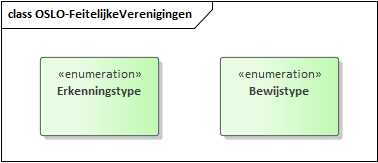 class OSLO-FeitelijkeVerenigingen
«enumeration»
Erkenningstype
«enumeration»
Bewijstype